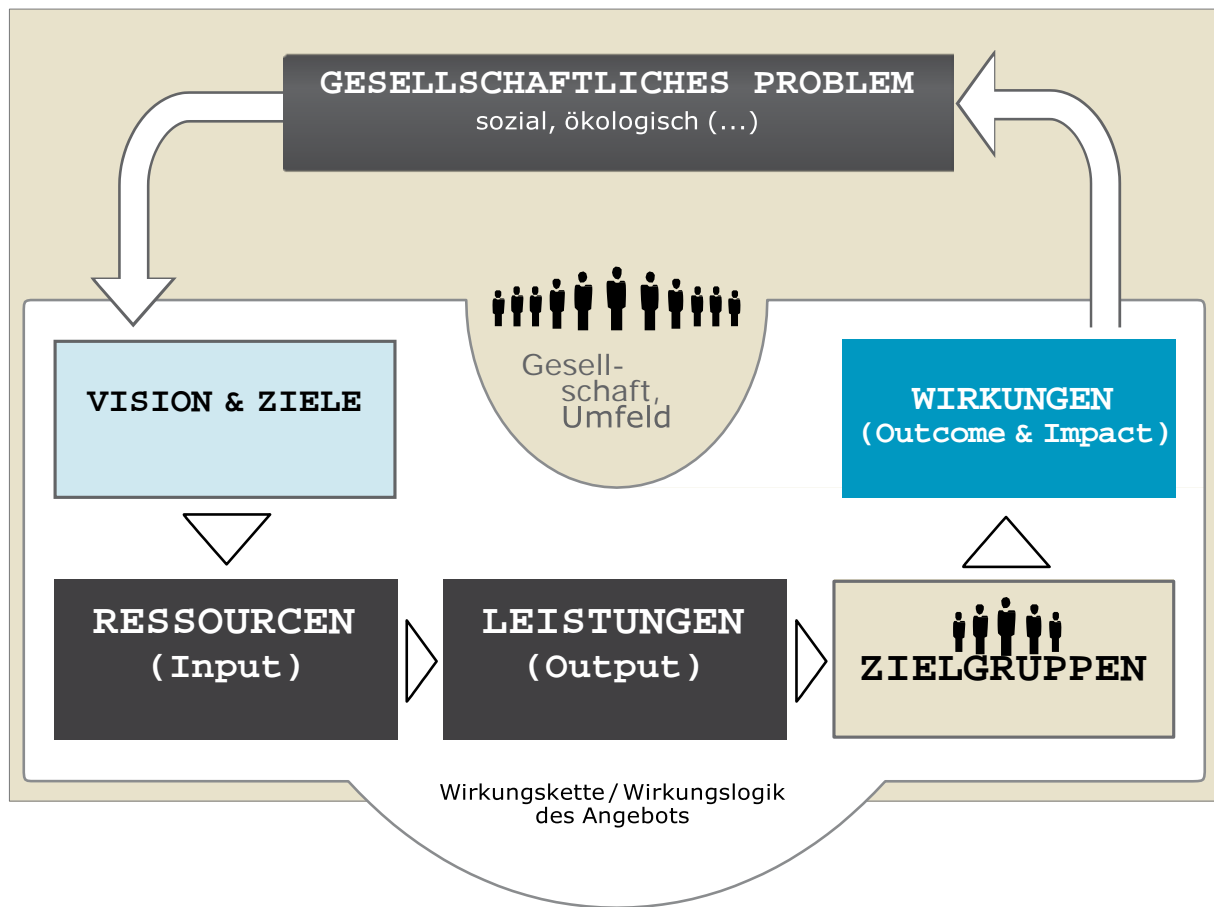 GESELLSCHAFTLICHES PROBLEM
sozial, ökologisch (...)
Gesell-
schaft,
Umfeld
VISION & ZIELE
WIRKUNGEN
(Outcome & Impact)
RESSOURCEN
(Input)
LEISTUNGEN
(Output)
ZIELGRUPPEN
Wirkungskette / Wirkungslogik
des Angebots